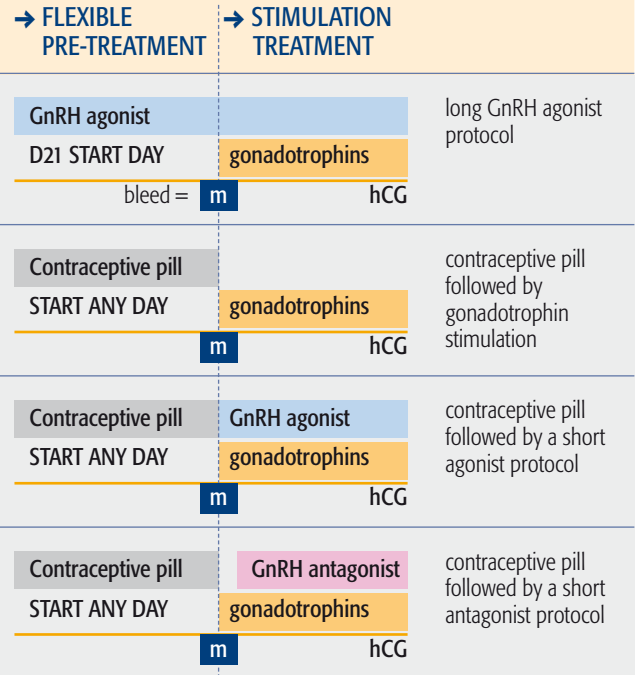 → FLEXIBLE
PRE-TREATMENT
→ STIMULATION
TREATMENT
GnRH agonist
D21 START DAY
gonadotrophins
bleed = m
hCG
long GnRH agonist
protocol
Contraceptive pill
START ANY DAY
gonadotrophins
m
hCG
contraceptive pill
followed by
gonadotrophin
stimulation
Contraceptive pill
GnRH agonist
START ANY DAY
gonadotrophins
m
hCG
contraceptive pill
followed by a short
agonist protocol
Contraceptive pill
GnRH antagonist
START ANY DAY
gonadotrophins
m
hCG
contraceptive pill
followed by a short
antagonist protocol